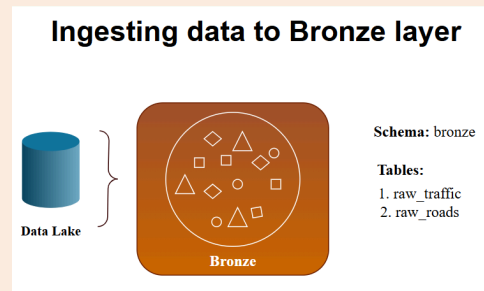 Ingesting data to Bronze layer
Data Lake
Bronze
Schema: bronze
Tables:
1. raw_traffic
2. raw_roads